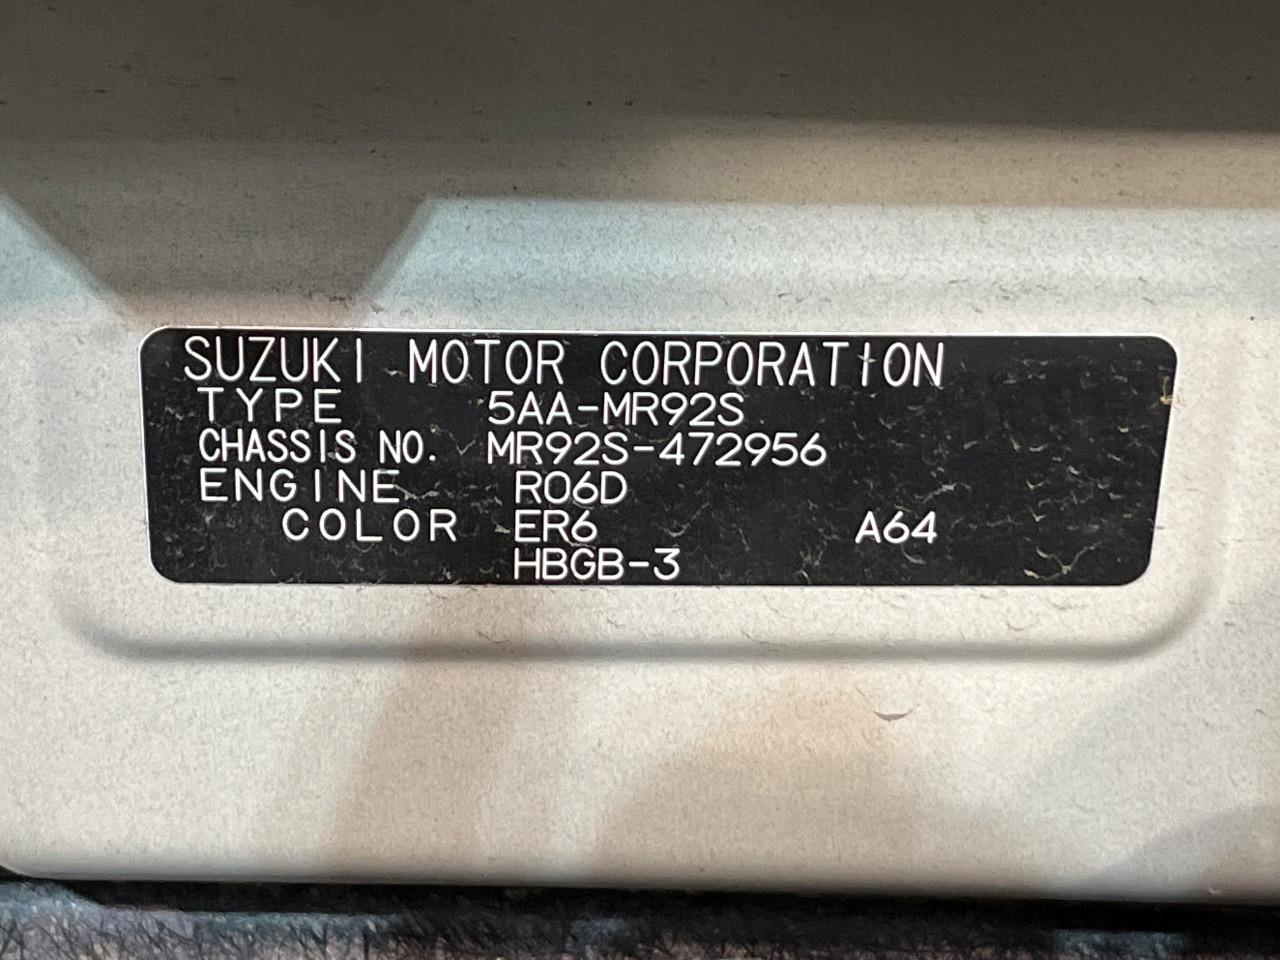 SUZUKI MOTOR CORPORATION
TYPE 5AA-MR92S
CHASSIS NO. MR92S-472956
ENGINE R06D
COLOR ER6 A64
HBGB-3